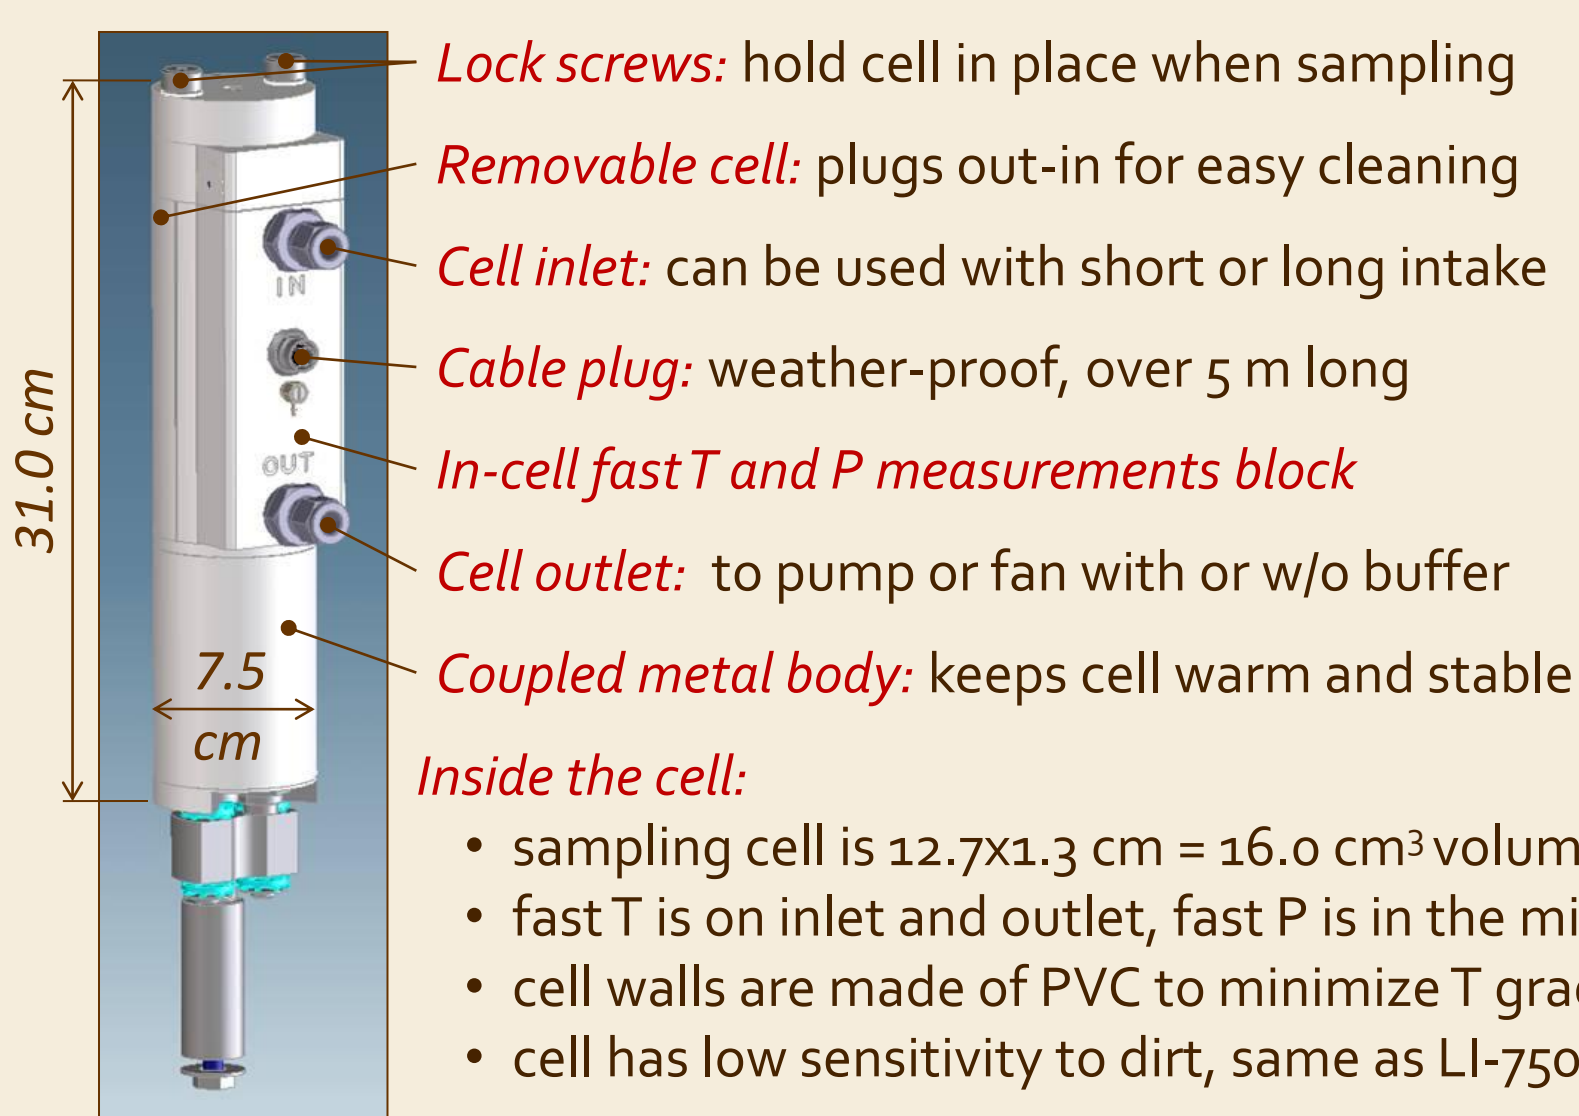 Lock screws: hold cell in place when sampling
Removable cell: plugs out-in for easy cleaning
Cell inlet: can be used with short or long intake
IN
Cable plug: weather-proof, over 5 m long
31.0 cm
In-cell fast T and P measurements block
OUT
Cell outlet: to pump or fan with or w/o buffer
Coupled metal body: keeps cell warm and stable
7.5
cm
Inside the cell:
• sampling cell is 12.7x1.3 cm = 16.0 cm³ volum
• fast T is on inlet and outlet, fast P is in the mi
• cell walls are made of PVC to minimize T grad
• cell has low sensitivity to dirt, same as LI-750